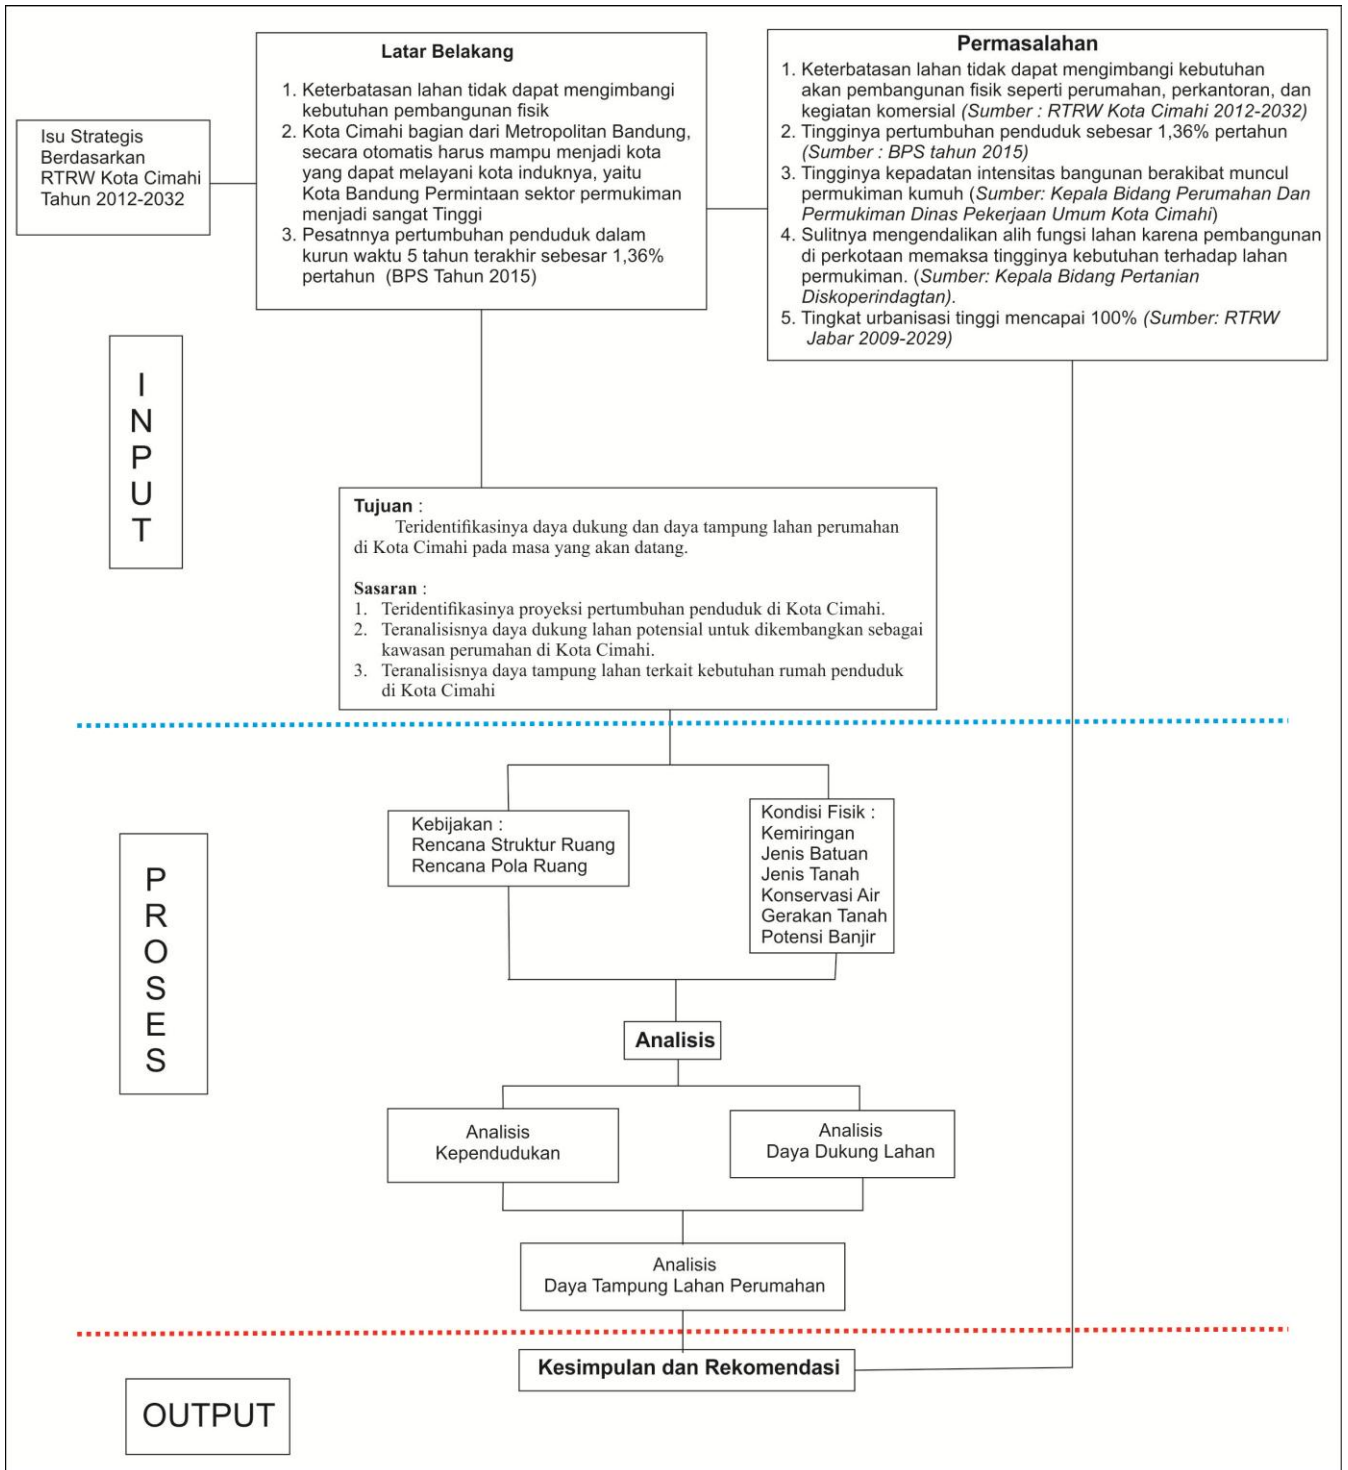 Isu Strategis
Berdasarkan
RTRW Kota Cimahi
Tahun 2012-2032
Latar Belakang
1. Keterbatasan lahan tidak dapat mengimbangi
kebutuhan pembangunan fisik
2. Kota Cimahi bagian dari Metropolitan Bandung,
secara otomatis harus mampu menjadi kota
yang dapat melayani kota induknya, yaitu
Kota Bandung Permintaan sektor permukiman
menjadi sangat Tinggi
3. Pesatnnya pertumbuhan penduduk dalam
kurun waktu 5 tahun terakhir sebesar 1,36%
pertahun (BPS Tahun 2015)
Permasalahan
1. Keterbatasan lahan tidak dapat mengimbangi kebutuhan
akan pembangunan fisik seperti perumahan, perkantoran, dan
kegiatan komersial (Sumber : RTRW Kota Cimahi 2012-2032)
2. Tingginya pertumbuhan penduduk sebesar 1,36% pertahun
(Sumber : BPS tahun 2015)
3. Tingginya kepadatan intensitas bangunan berakibat muncul
permukiman kumuh (Sumber: Kepala Bidang Perumahan Dan
Permukiman Dinas Pekerjaan Umum Kota Cimahi)
4. Sulitnya mengendalikan alih fungsi lahan karena pembangunan
di perkotaan memaksa tingginya kebutuhan terhadap lahan
permukiman. (Sumber: Kepala Bidang Pertanian
Diskoperindagtan).
5. Tingkat urbanisasi tinggi mencapai 100% (Sumber: RTRW
Jabar 2009-2029)
I
N
P
U
T
Tujuan :
Teridentifikasinya daya dukung dan daya tampung lahan perumahan
di Kota Cimahi pada masa yang akan datang.
Sasaran :
1. Teridentifikasinya proyeksi pertumbuhan penduduk di Kota Cimahi.
2. Teranalisisnya daya dukung lahan potensial untuk dikembangkan sebagai
kawasan perumahan di Kota Cimahi.
3. Teranalisisnya daya tampung lahan terkait kebutuhan rumah penduduk
di Kota Cimahi
P
R
O
S
E
S
Kebijakan :
Rencana Struktur Ruang
Rencana Pola Ruang
Kondisi Fisik :
Kemiringan
Jenis Batuan
Jenis Tanah
Konservasi Air
Gerakan Tanah
Potensi Banjir
Analisis
Analisis
Kependudukan
Analisis
Daya Dukung Lahan
Analisis
Daya Tampung Lahan Perumahan
Kesimpulan dan Rekomendasi
OUTPUT